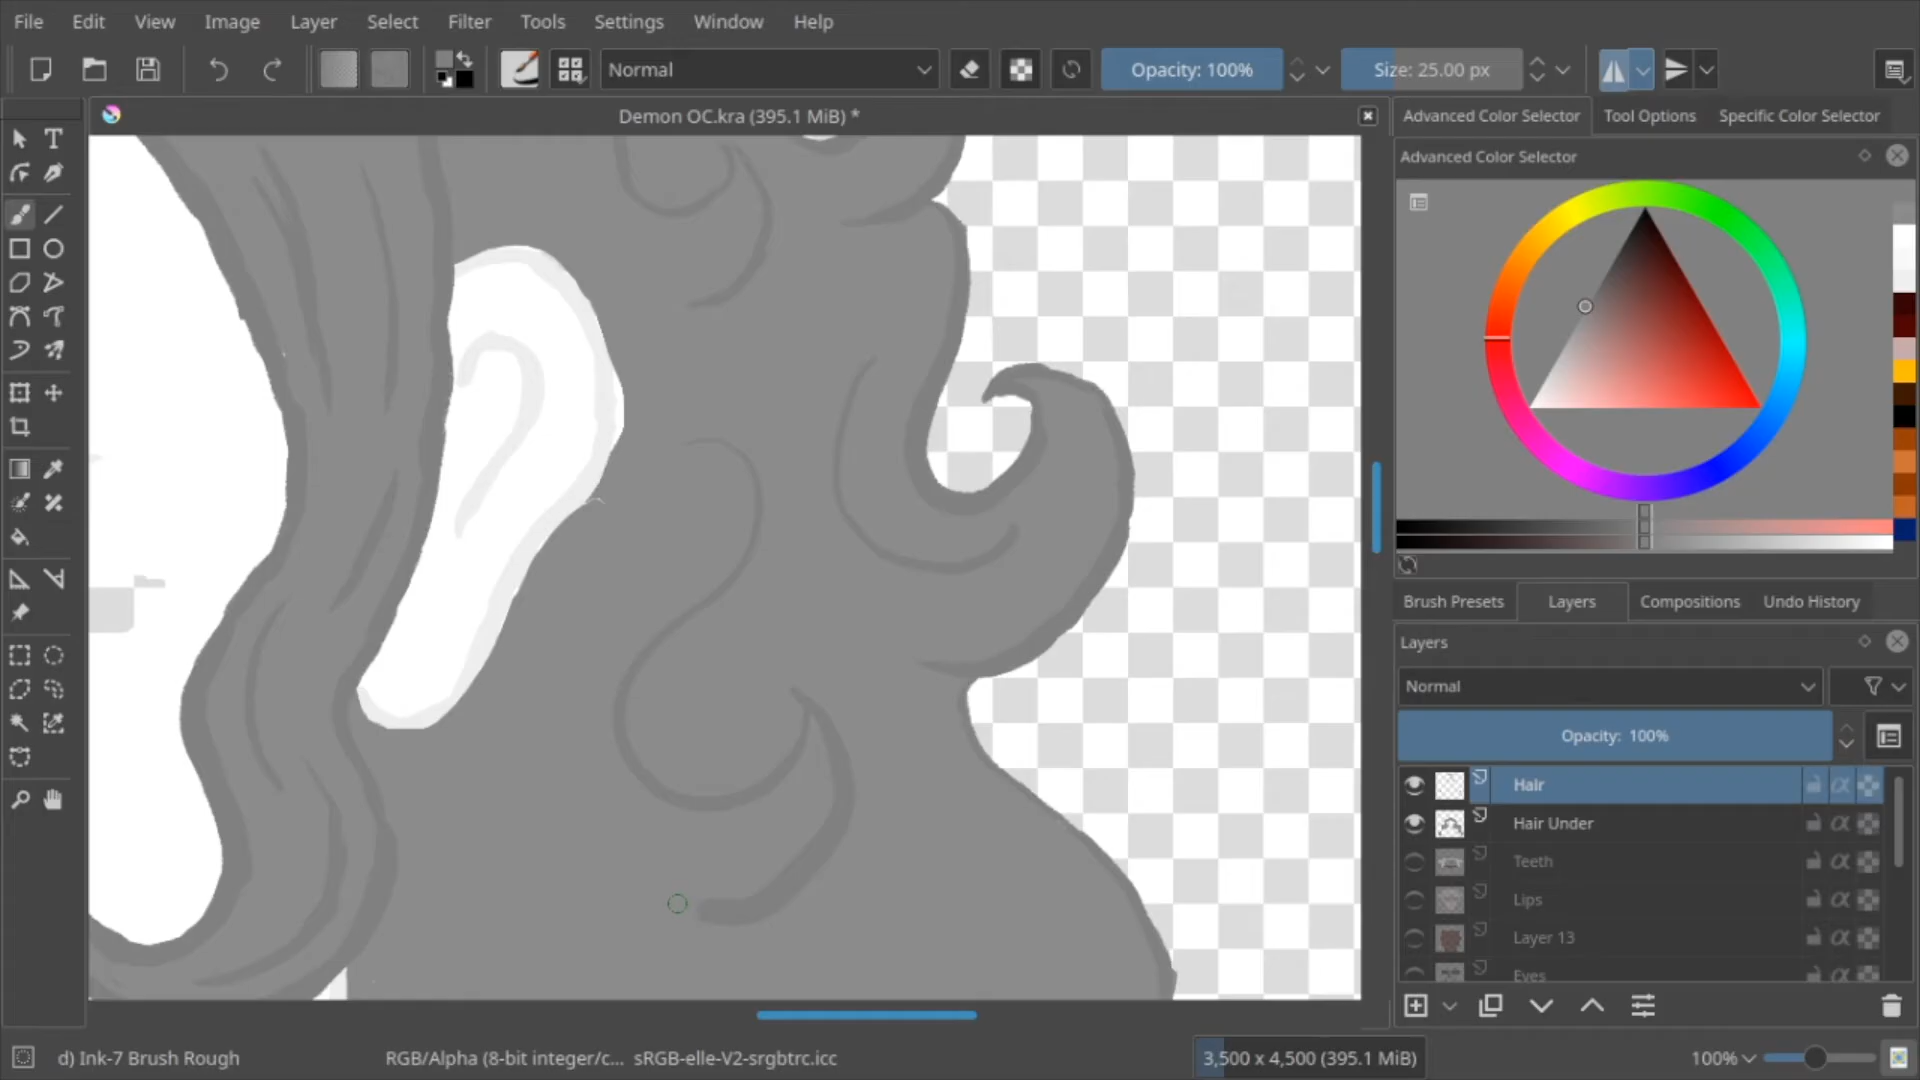 File Edit View Image Layer Select Filter Tools Settings Window Help
Normal Opacity: 100% Size: 25.00 px
Demon OC.kra (395.1 MiB) *
Advanced Color Selector Tool Options Specific Color Selector
Advanced Color Selector
Brush Presets Layers Compositions Undo History
Layers
Normal
Opacity: 100%
Hair
Hair Under
Teeth
Lips
Layer 13
Eyes
d) Ink-7 Brush Rough RGB/Alpha (8-bit integer/c... sRGB-elle-V2-srgbtrc.icc 3,500 x 4,500 (395.1 MiB) 100%